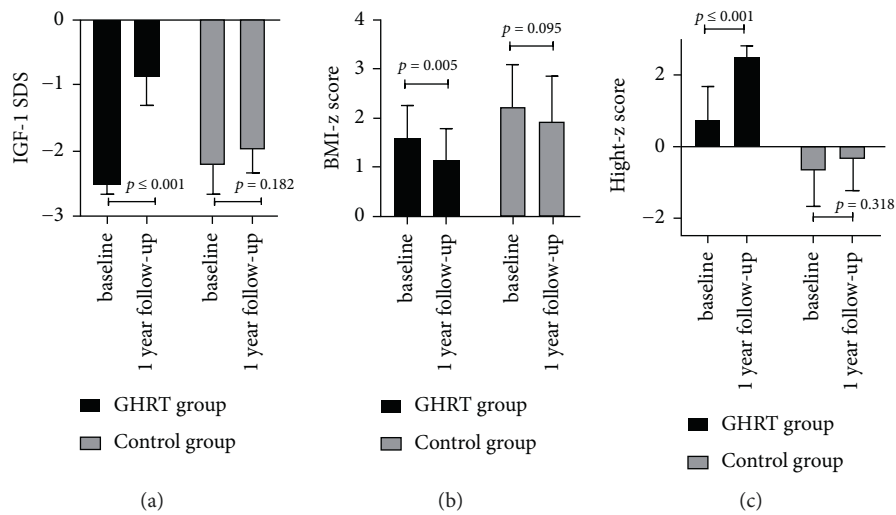 0
−1
−2
−3
IGF-1 SDS
p ≤ 0.001
p = 0.182
baseline
1 year follow-up
baseline
1 year follow-up
GHRT group
Control group
(a)
4
3
2
1
0
BMI-z score
p = 0.005
p = 0.095
baseline
1 year follow-up
baseline
1 year follow-up
GHRT group
Control group
(b)
2
0
−2
Hight-z score
p ≤ 0.001
p = 0.318
baseline
1 year follow-up
baseline
1 year follow-up
GHRT group
Control group
(c)